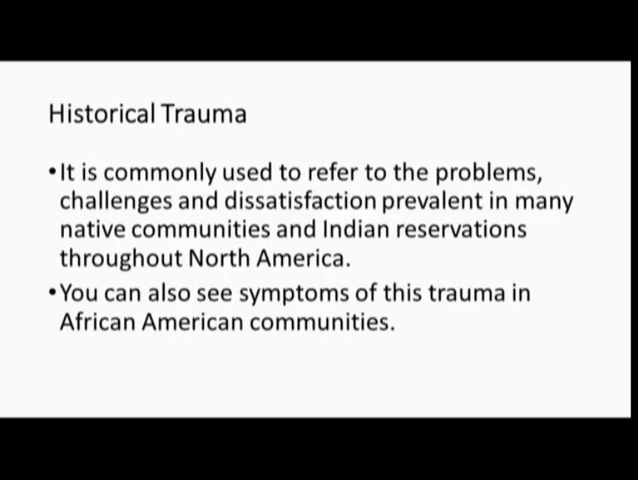 Historical Trauma
•It is commonly used to refer to the problems,
challenges and dissatisfaction prevalent in many
native communities and Indian reservations
throughout North America.
•You can also see symptoms of this trauma in
African American communities.